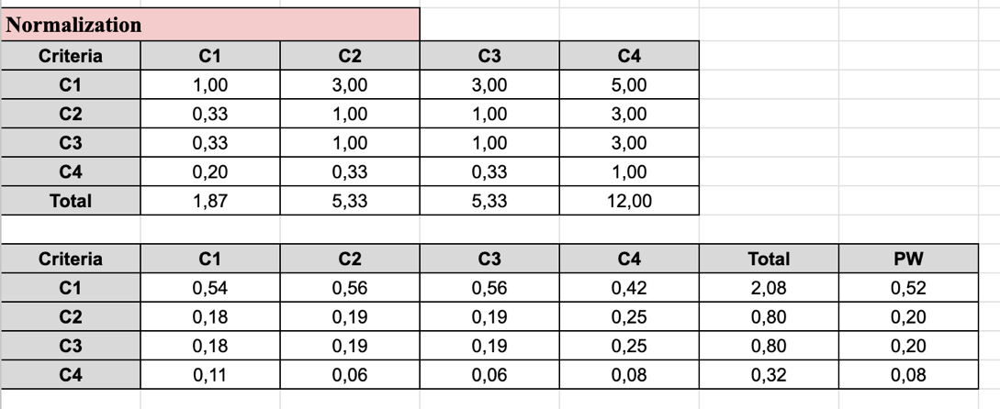 Normalization
Criteria C1 C2 C3 C4
C1 1,00 3,00 3,00 5,00
C2 0,33 1,00 1,00 3,00
C3 0,33 1,00 1,00 3,00
C4 0,20 0,33 0,33 1,00
Total 1,87 5,33 5,33 12,00
Criteria C1 C2 C3 C4 Total PW
C1 0,54 0,56 0,56 0,42 2,08 0,52
C2 0,18 0,19 0,19 0,25 0,80 0,20
C3 0,18 0,19 0,19 0,25 0,80 0,20
C4 0,11 0,06 0,06 0,08 0,32 0,08